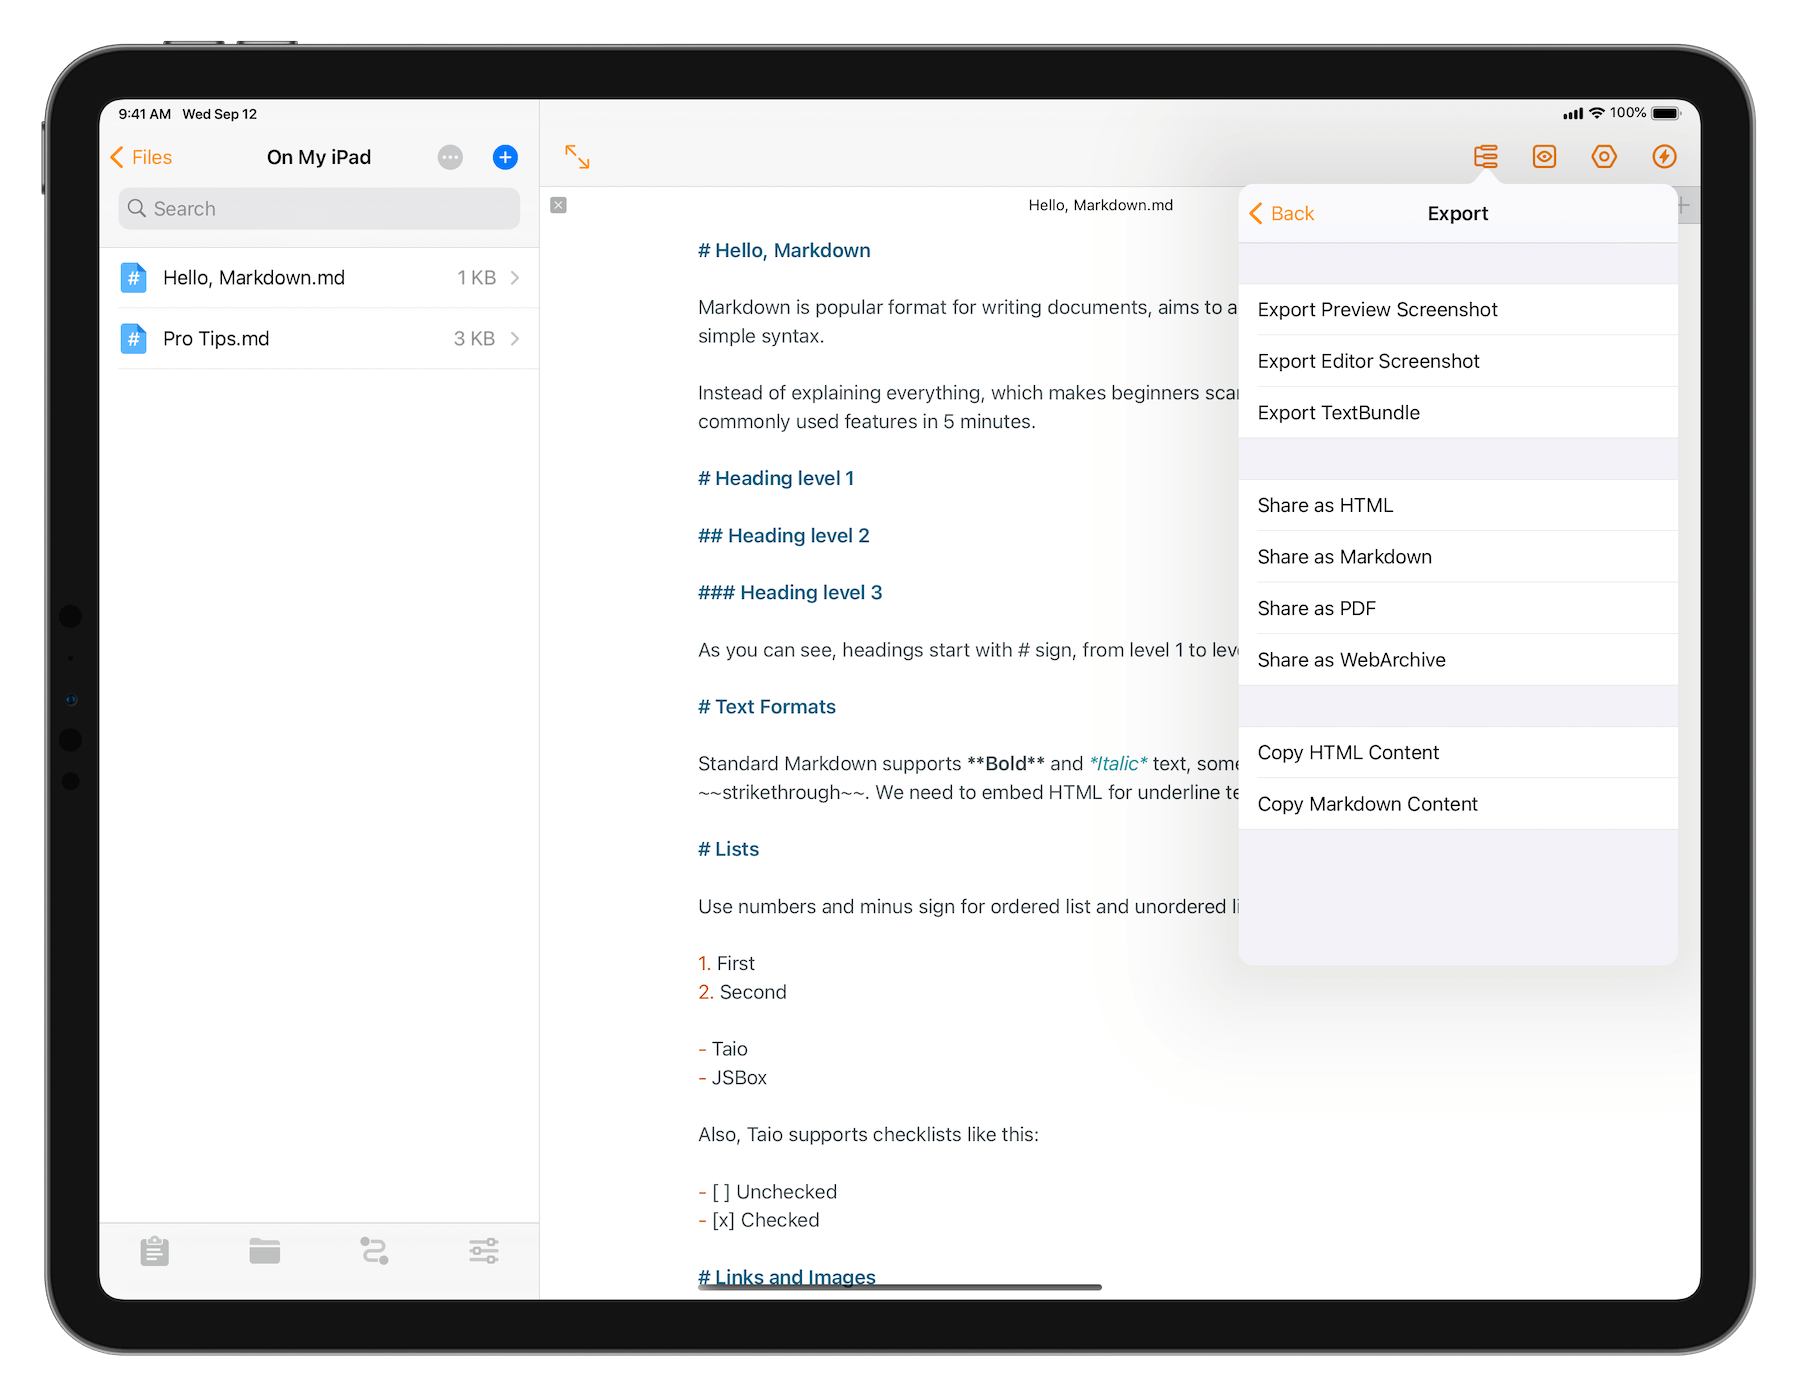 9:41 AM Wed Sep 12
100%
Files
On My iPad
Search
# Hello, Markdown.md 1 KB
# Pro Tips.md 3 KB
Hello, Markdown.md
# Hello, Markdown
Markdown is popular format for writing documents, aims to a
simple syntax.
Instead of explaining everything, which makes beginners scar
commonly used features in 5 minutes.
# Heading level 1
## Heading level 2
### Heading level 3
As you can see, headings start with # sign, from level 1 to leve
# Text Formats
Standard Markdown supports **Bold** and *Italic* text, some
~~strikethrough~~. We need to embed HTML for underline te
# Lists
Use numbers and minus sign for ordered list and unordered li
1. First
2. Second
- Taio
- JSBox
Also, Taio supports checklists like this:
- [ ] Unchecked
- [x] Checked
# Links and Images
Back
Export
Export Preview Screenshot
Export Editor Screenshot
Export TextBundle
Share as HTML
Share as Markdown
Share as PDF
Share as WebArchive
Copy HTML Content
Copy Markdown Content